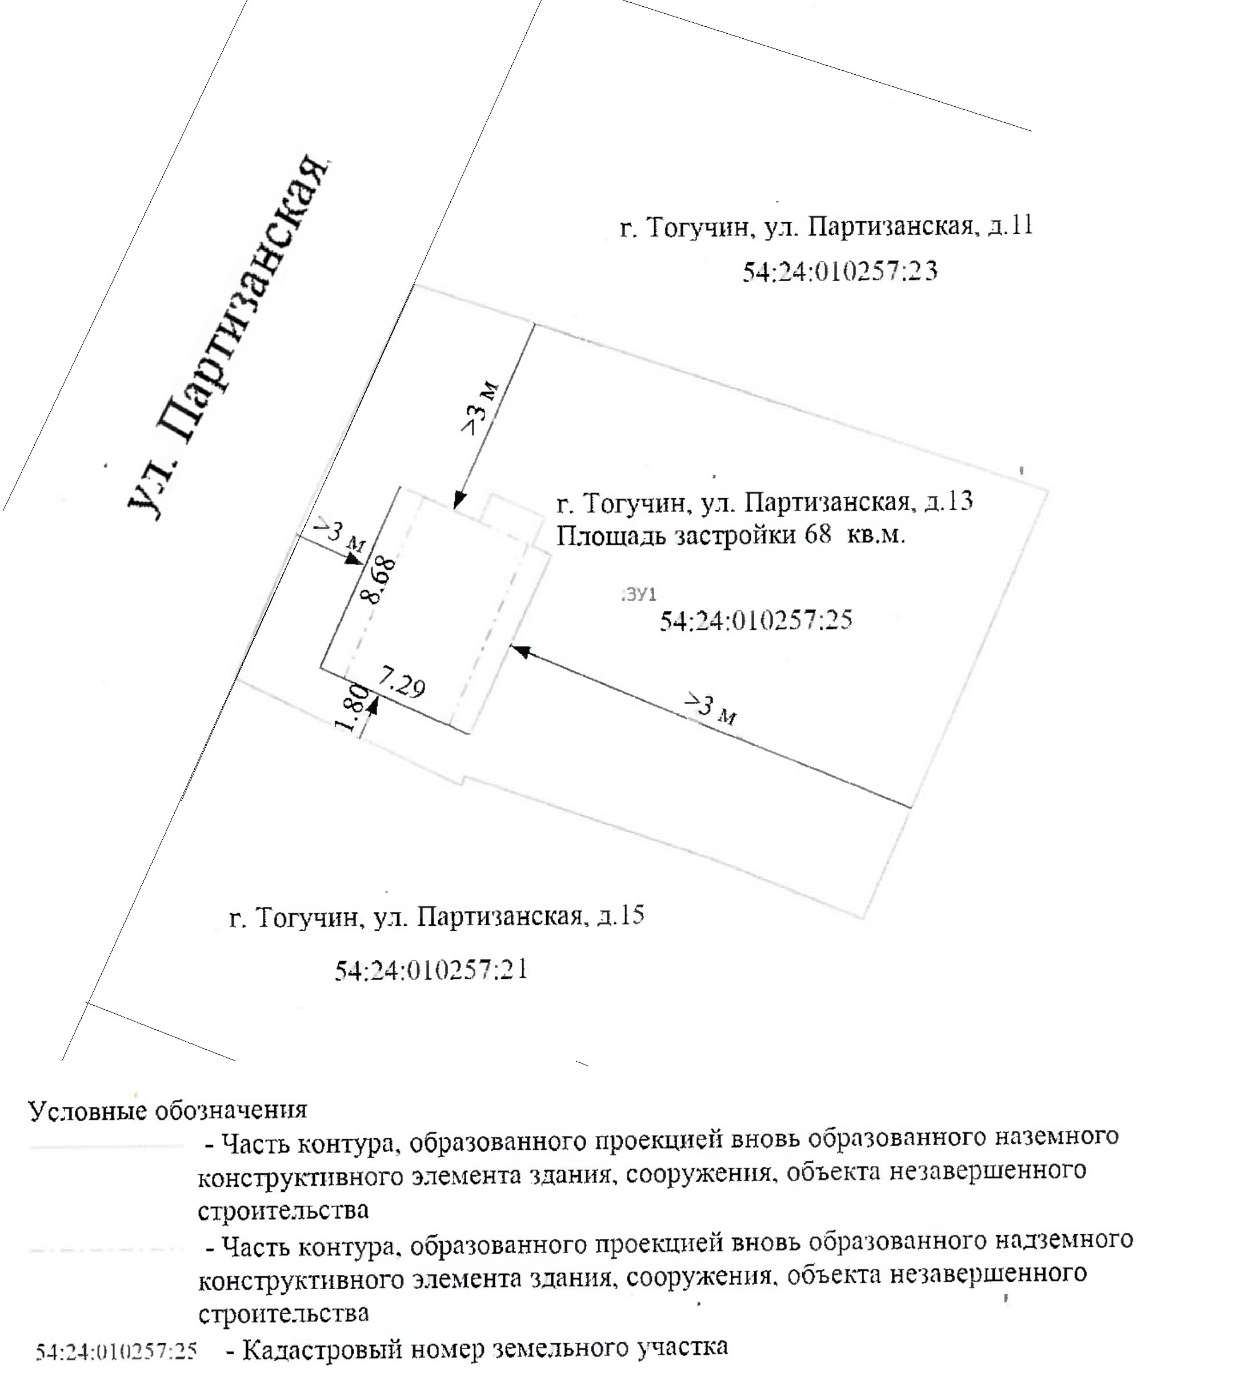 ул. Партизанская
г. Тогучин, ул. Партизанская, д.11
54:24:010257:23
>3 м
г. Тогучин, ул. Партизанская, д.13
Площадь застройки 68 кв.м.
>3 м
8.68
:ЗУ1
54:24:010257:25
7.29
1.80
>3 м
г. Тогучин, ул. Партизанская, д.15
54:24:010257:21
Условные обозначения
- Часть контура, образованного проекцией вновь образованного наземного
конструктивного элемента здания, сооружения, объекта незавершенного
строительства
- Часть контура, образованного проекцией вновь образованного надземного
конструктивного элемента здания, сооружения, объекта незавершенного
строительства
54:24:010257:25 - Кадастровый номер земельного участка